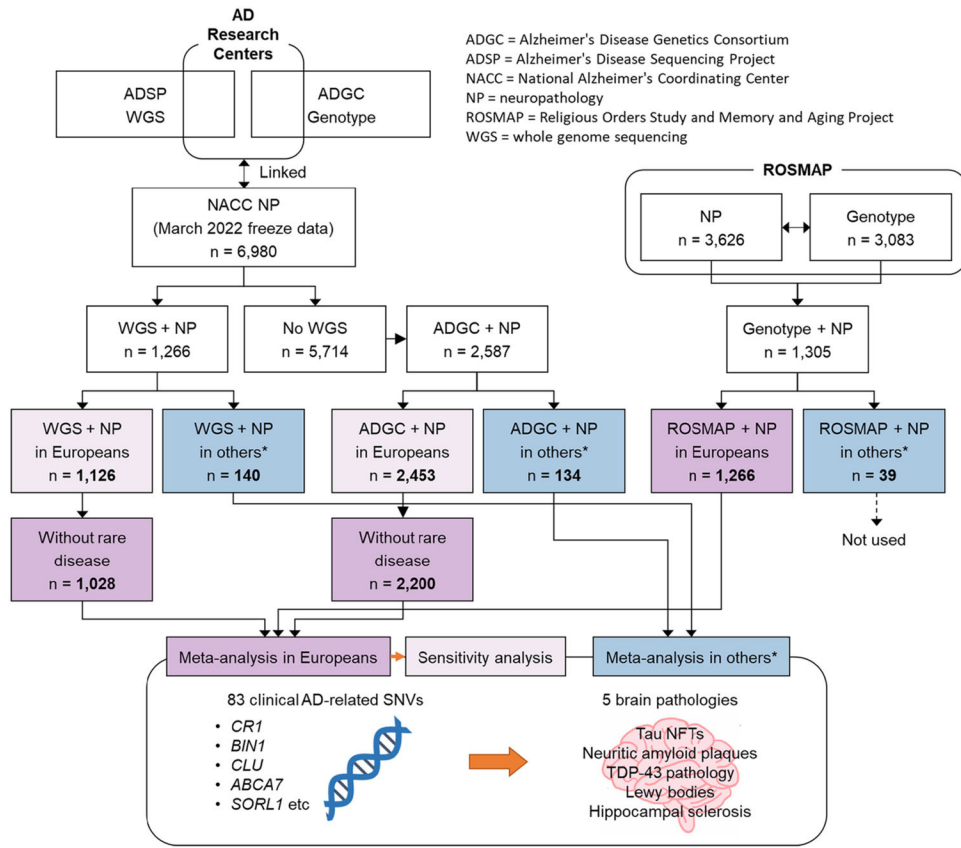 AD
Research
Centers
ADSP
WGS
ADGC
Genotype
ADGC = Alzheimer's Disease Genetics Consortium
ADSP = Alzheimer's Disease Sequencing Project
NACC = National Alzheimer's Coordinating Center
NP = neuropathology
ROSMAP = Religious Orders Study and Memory and Aging Project
WGS = whole genome sequencing
Linked
NACC NP
(March 2022 freeze data)
n = 6,980
ROSMAP
NP
n = 3,626
Genotype
n = 3,083
WGS + NP
n = 1,266
No WGS
n = 5,714
ADGC + NP
n = 2,587
Genotype + NP
n = 1,305
WGS + NP
in Europeans
n = 1,126
WGS + NP
in others*
n = 140
ADGC + NP
in Europeans
n = 2,453
ADGC + NP
in others*
n = 134
ROSMAP + NP
in Europeans
n = 1,266
ROSMAP + NP
in others*
n = 39
Without rare
disease
n = 1,028
Without rare
disease
n = 2,200
Not used
Meta-analysis in Europeans
Sensitivity analysis
Meta-analysis in others*
83 clinical AD-related SNVs
• CR1
• BIN1
• CLU
• ABCA7
• SORL1 etc
5 brain pathologies
Tau NFTs
Neuritic amyloid plaques
TDP-43 pathology
Lewy bodies
Hippocampal sclerosis